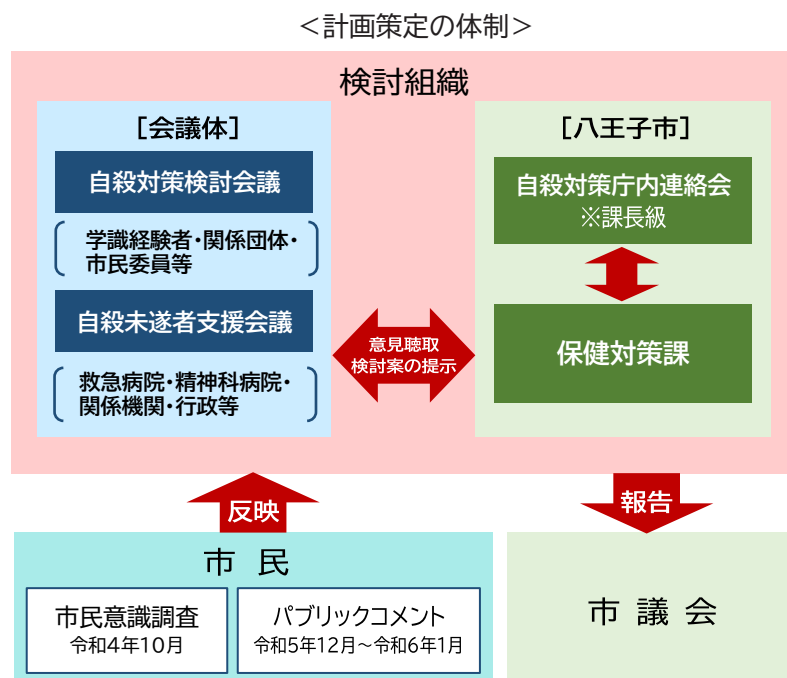 ＜計画策定の体制＞
検討組織
［会議体］
自殺対策検討会議
学識経験者・関係団体・
市民委員等
自殺未遂者支援会議
救急病院・精神科病院・
関係機関・行政等
意見聴取
検討案の提示
［八王子市］
自殺対策庁内連絡会
※課長級
保健対策課
反映
報告
市 民
市民意識調査
令和4年10月
パブリックコメント
令和5年12月～令和6年1月
市 議 会